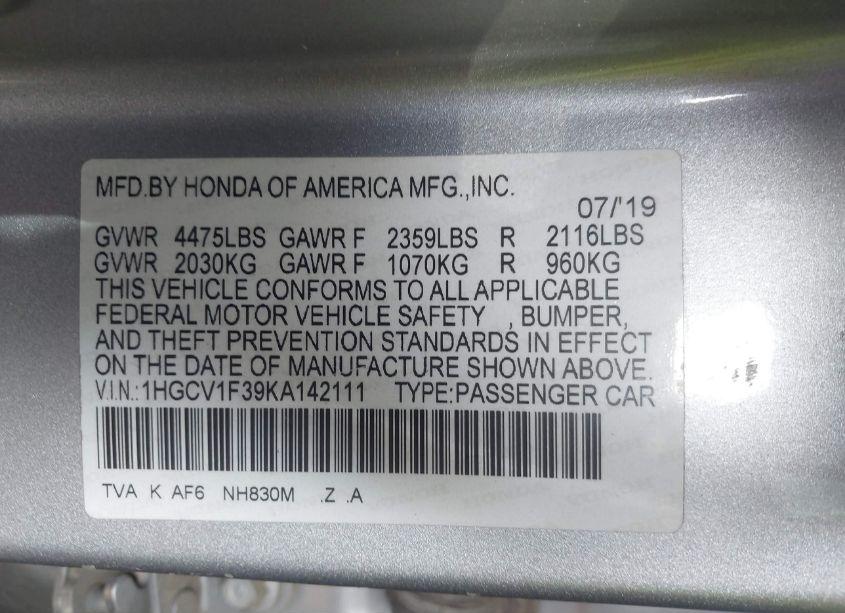 MFD.BY HONDA OF AMERICA MFG.,INC.
07/'19
GVWR 4475LBS GAWR F 2359LBS R 2116LBS
GVWR 2030KG GAWR F 1070KG R 960KG
THIS VEHICLE CONFORMS TO ALL APPLICABLE
FEDERAL MOTOR VEHICLE SAFETY , BUMPER,
AND THEFT PREVENTION STANDARDS IN EFFECT
ON THE DATE OF MANUFACTURE SHOWN ABOVE.
V.I.N.:1HGCV1F39KA142111 TYPE:PASSENGER CAR
TVA K AF6 NH830M .Z .A